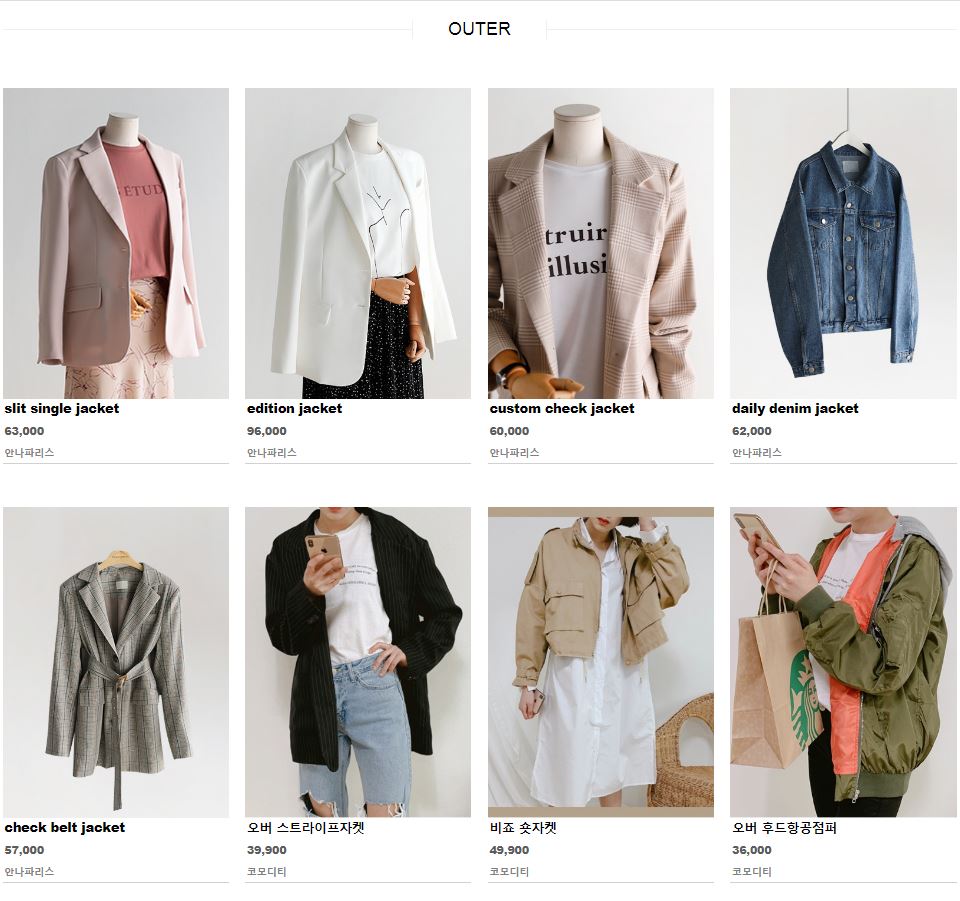 OUTER
ETUD
truir
illusi
slit single jacket
63,000
안나파리스
edition jacket
96,000
안나파리스
custom check jacket
60,000
안나파리스
daily denim jacket
62,000
안나파리스
check belt jacket
57,000
안나파리스
오버 스트라이프자켓
39,900
코모디티
비죠 숏자켓
49,900
코모디티
오버 후드항공점퍼
36,000
코모디티